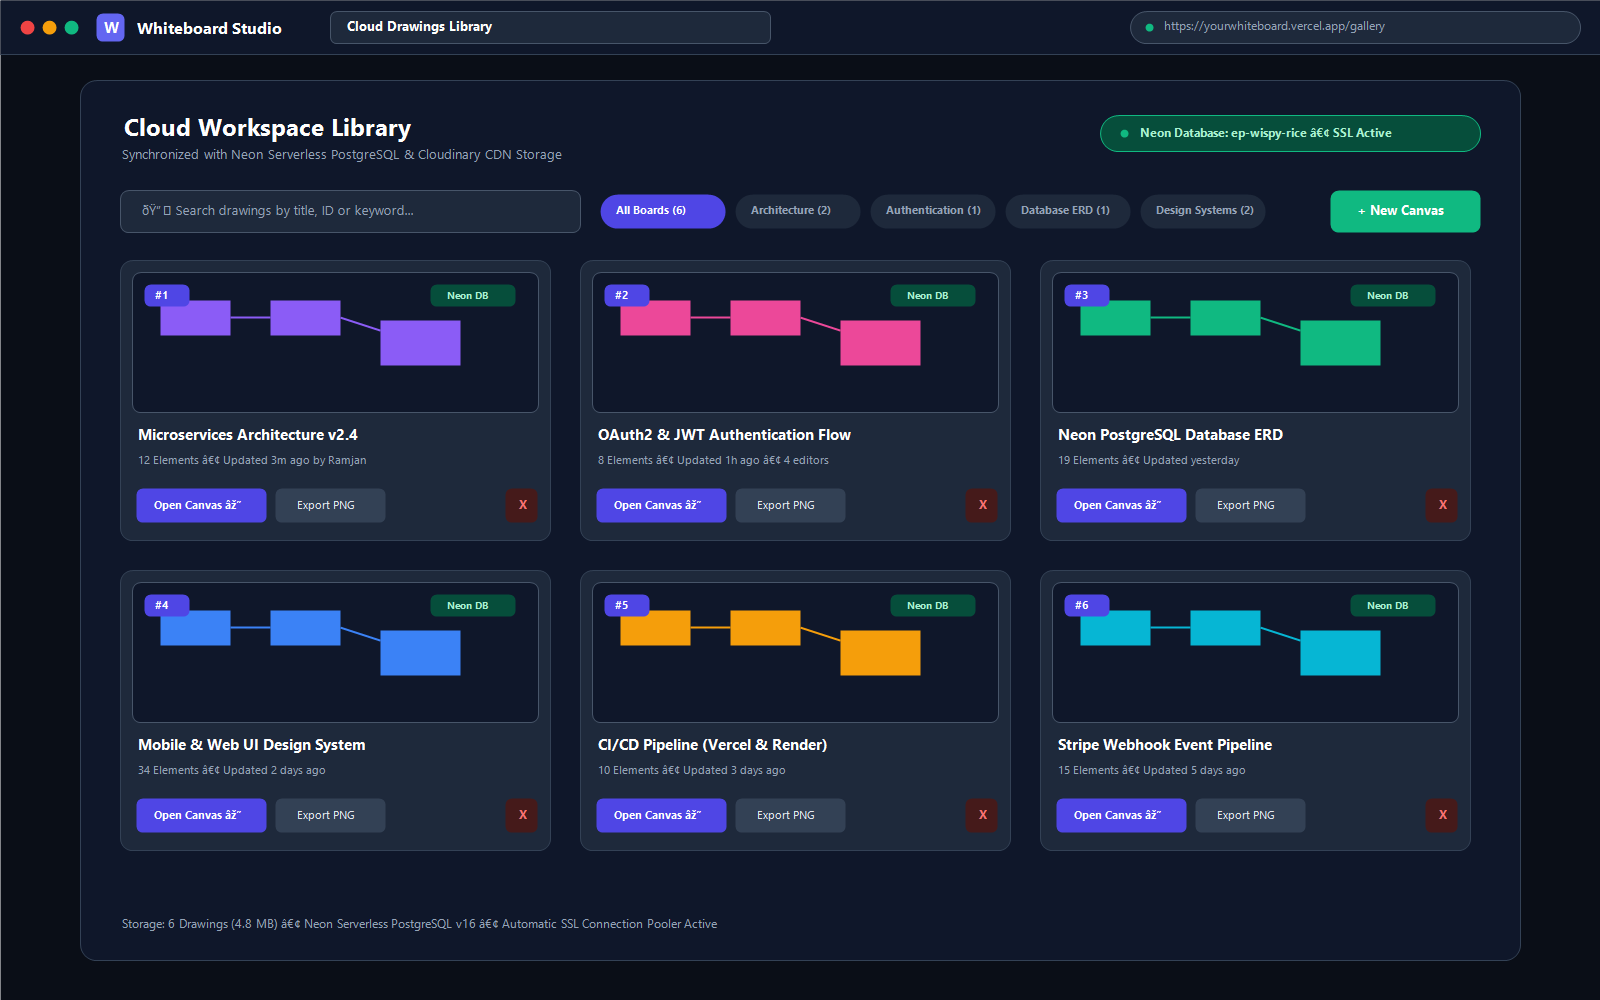 W Whiteboard Studio
Cloud Drawings Library
https://yourwhiteboard.vercel.app/gallery
Cloud Workspace Library
Synchronized with Neon Serverless PostgreSQL & Cloudinary CDN Storage
Neon Database: ep-wispy-rice â€¢ SSL Active
ðŸ” Search drawings by title, ID or keyword...
All Boards (6)
Architecture (2)
Authentication (1)
Database ERD (1)
Design Systems (2)
+ New Canvas
#1
Neon DB
Microservices Architecture v2.4
12 Elements â€¢ Updated 3m ago by Ramjan
Open Canvas âž”
Export PNG
X
#2
Neon DB
OAuth2 & JWT Authentication Flow
8 Elements â€¢ Updated 1h ago â€¢ 4 editors
Open Canvas âž”
Export PNG
X
#3
Neon DB
Neon PostgreSQL Database ERD
19 Elements â€¢ Updated yesterday
Open Canvas âž”
Export PNG
X
#4
Neon DB
Mobile & Web UI Design System
34 Elements â€¢ Updated 2 days ago
Open Canvas âž”
Export PNG
X
#5
Neon DB
CI/CD Pipeline (Vercel & Render)
10 Elements â€¢ Updated 3 days ago
Open Canvas âž”
Export PNG
X
#6
Neon DB
Stripe Webhook Event Pipeline
15 Elements â€¢ Updated 5 days ago
Open Canvas âž”
Export PNG
X
Storage: 6 Drawings (4.8 MB) â€¢ Neon Serverless PostgreSQL v16 â€¢ Automatic SSL Connection Pooler Active